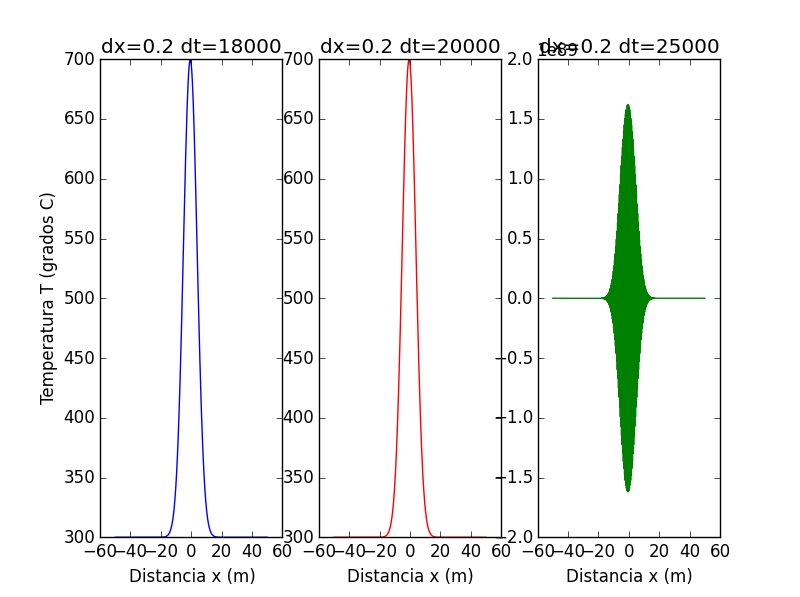 dx=0.2 dt=18000
700
650
600
550
500
450
400
350
300
−60 −40 −20 0 20 40 60
Temperatura T (grados C)
Distancia x (m)
dx=0.2 dt=20000
700
650
600
550
500
450
400
350
300
−60 −40 −20 0 20 40 60
Distancia x (m)
dx=0.2 dt=25000
1e89
2.0
1.5
1.0
0.5
0.0
−0.5
−1.0
−1.5
−2.0
−60 −40 −20 0 20 40 60
Distancia x (m)